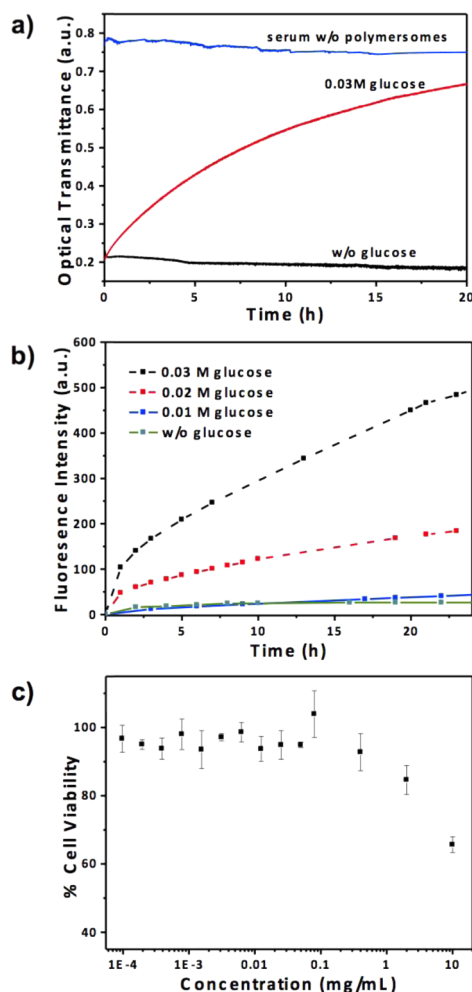 a)
0.8
0.7
0.6
0.5
0.4
0.3
0.2
Optical Transmittance (a.u.)
serum w/o polymersomes
0.03M glucose
w/o glucose
0 5 10 15 20
Time (h)
b)
600
500
400
300
200
100
0
Fluoresence Intensity (a.u.)
0.03 M glucose
0.02 M glucose
0.01 M glucose
w/o glucose
0 5 10 15 20
Time (h)
c)
100
80
60
40
% Cell Viability
1E-4 1E-3 0.01 0.1 1 10
Concentration (mg/mL)